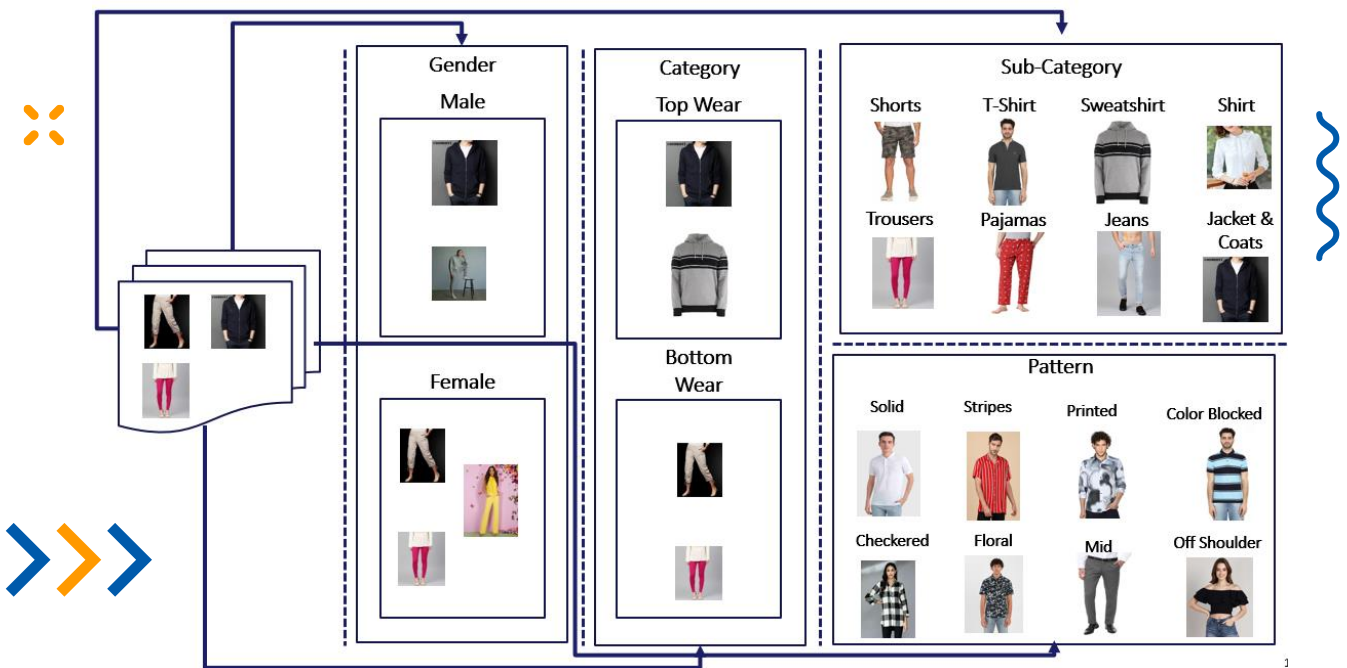 Gender
Male
Female
Category
Top Wear
Bottom
Wear
Sub-Category
Shorts
T-Shirt
Sweatshirt
Shirt
Trousers
Pajamas
Jeans
Jacket &
Coats
Pattern
Solid
Stripes
Printed
Color Blocked
Checkered
Floral
Mid
Off Shoulder